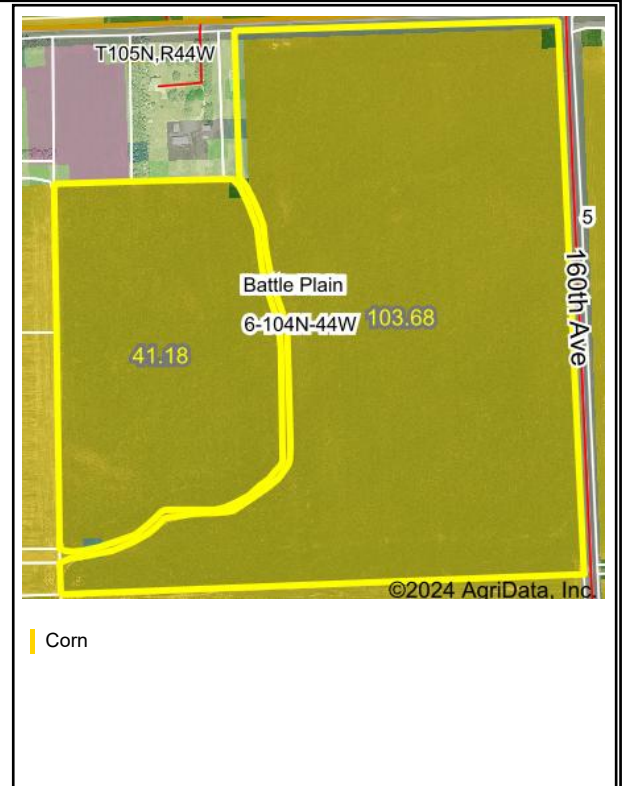 T105N,R44W
5
160th Ave
Battle Plain
6-104N-44W
103.68
41.18
©2024 AgriData, Inc.
Corn